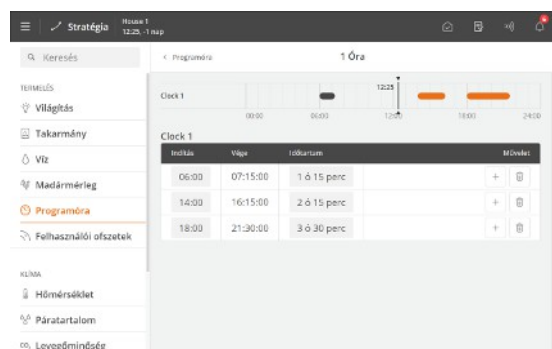 Stratégia
House 1
12:25, -1 nap
Keresés
Programóra
1 Óra
TERMELÉS
Világítás
Takarmány
Víz
Madármérleg
Programóra
Felhasználói ofszetek
KLÍMA
Hőmérséklet
Páratartalom
CO₂ Levegőminőség
Clock 1
12:25
00:00 06:00 12:00 18:00 24:00
Clock 1
Indítás Vége Időtartam Művelet
06:00 07:15:00 1 ó 15 perc
14:00 16:15:00 2 ó 15 perc
18:00 21:30:00 3 ó 30 perc